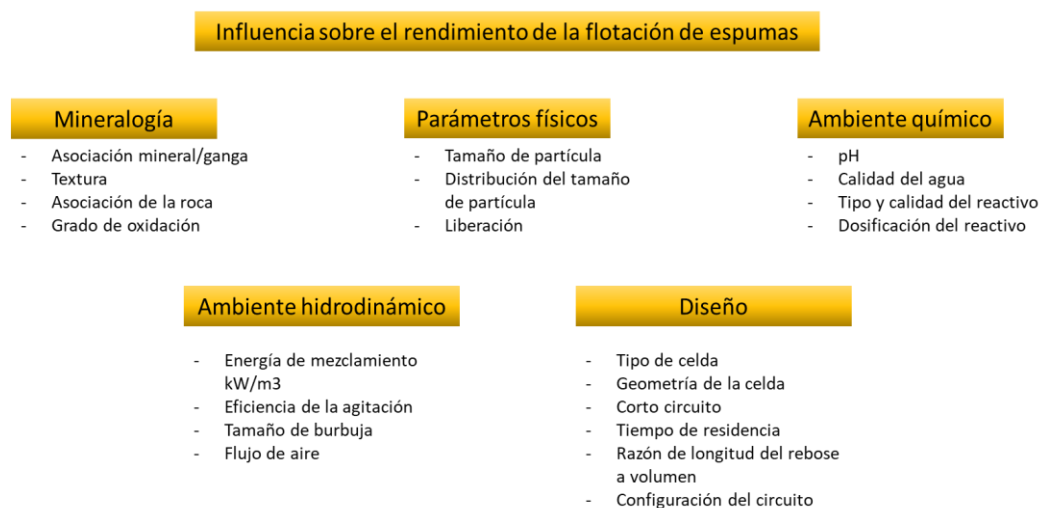 Influencia sobre el rendimiento de la flotación de espumas
Mineralogía
- Asociación mineral/ganga
- Textura
- Asociación de la roca
- Grado de oxidación
Parámetros físicos
- Tamaño de partícula
- Distribución del tamaño
de partícula
- Liberación
Ambiente químico
- pH
- Calidad del agua
- Tipo y calidad del reactivo
- Dosificación del reactivo
Ambiente hidrodinámico
- Energía de mezclamiento
kW/m3
- Eficiencia de la agitación
- Tamaño de burbuja
- Flujo de aire
Diseño
- Tipo de celda
- Geometría de la celda
- Corto circuito
- Tiempo de residencia
- Razón de longitud del rebose
a volumen
- Configuración del circuito